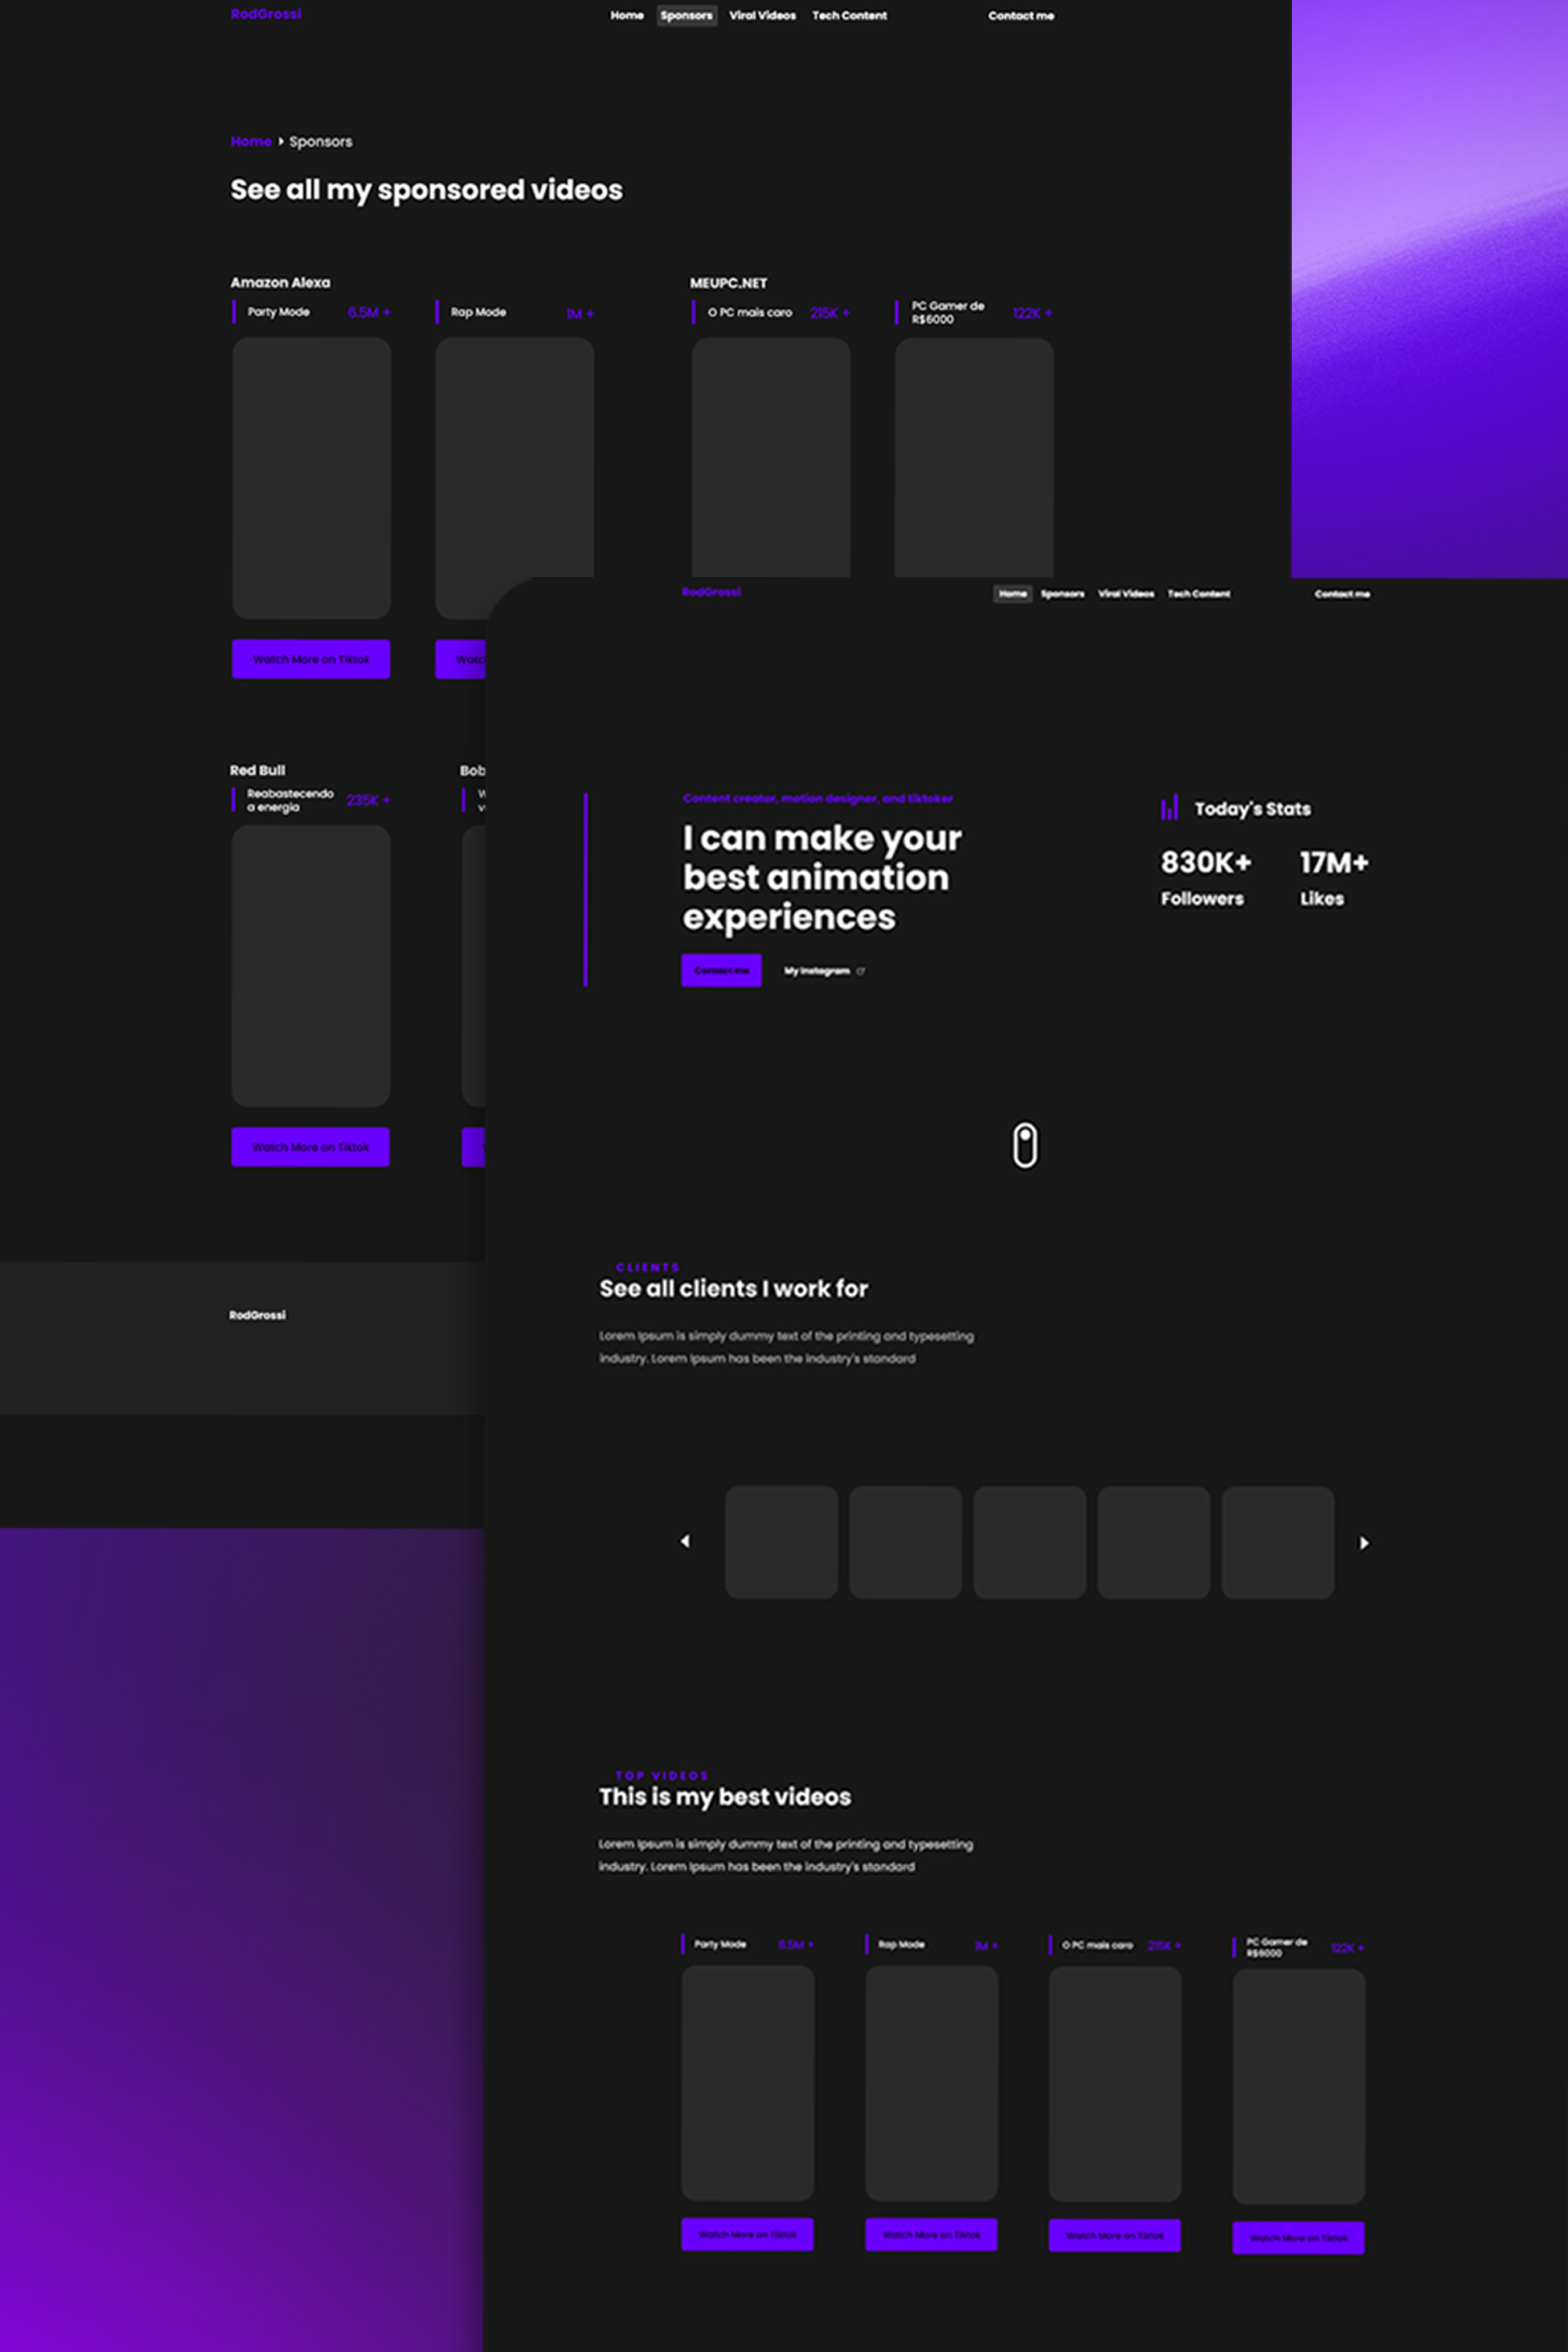 RodGrossi
Home Sponsors Viral Videos Tech Content Contact me
Home Sponsors
See all my sponsored videos
Amazon Alexa
Party Mode 6.5M +
Rap Mode 1M +
MEUPC.NET
O PC mais caro 215K +
PC Gamer de
R$6000
122K +
Watch More on Tiktok
Red Bull
Reabastecendo
a energia
235K +
Bob
Watch More on Tiktok
RodGrossi
RodGrossi
Home Sponsors Viral Videos Tech Content Contact me
Content creator, motion designer, and tiktoker
I can make your
best animation
experiences
Contact me My instagram
Today's Stats
830K+ 17M+
Followers Likes
CLIENTS
See all clients I work for
Lorem Ipsum is simply dummy text of the printing and typesetting
industry. Lorem Ipsum has been the industry's standard
TOP VIDEOS
This is my best videos
Lorem Ipsum is simply dummy text of the printing and typesetting
industry. Lorem Ipsum has been the industry's standard
Party Mode 6.5M +
Rap Mode 1M +
O PC mais caro 215K +
PC Gamer de
R$6000
122K +
Watch More on Tiktok
Watch More on Tiktok
Watch More on Tiktok
Watch More on Tiktok